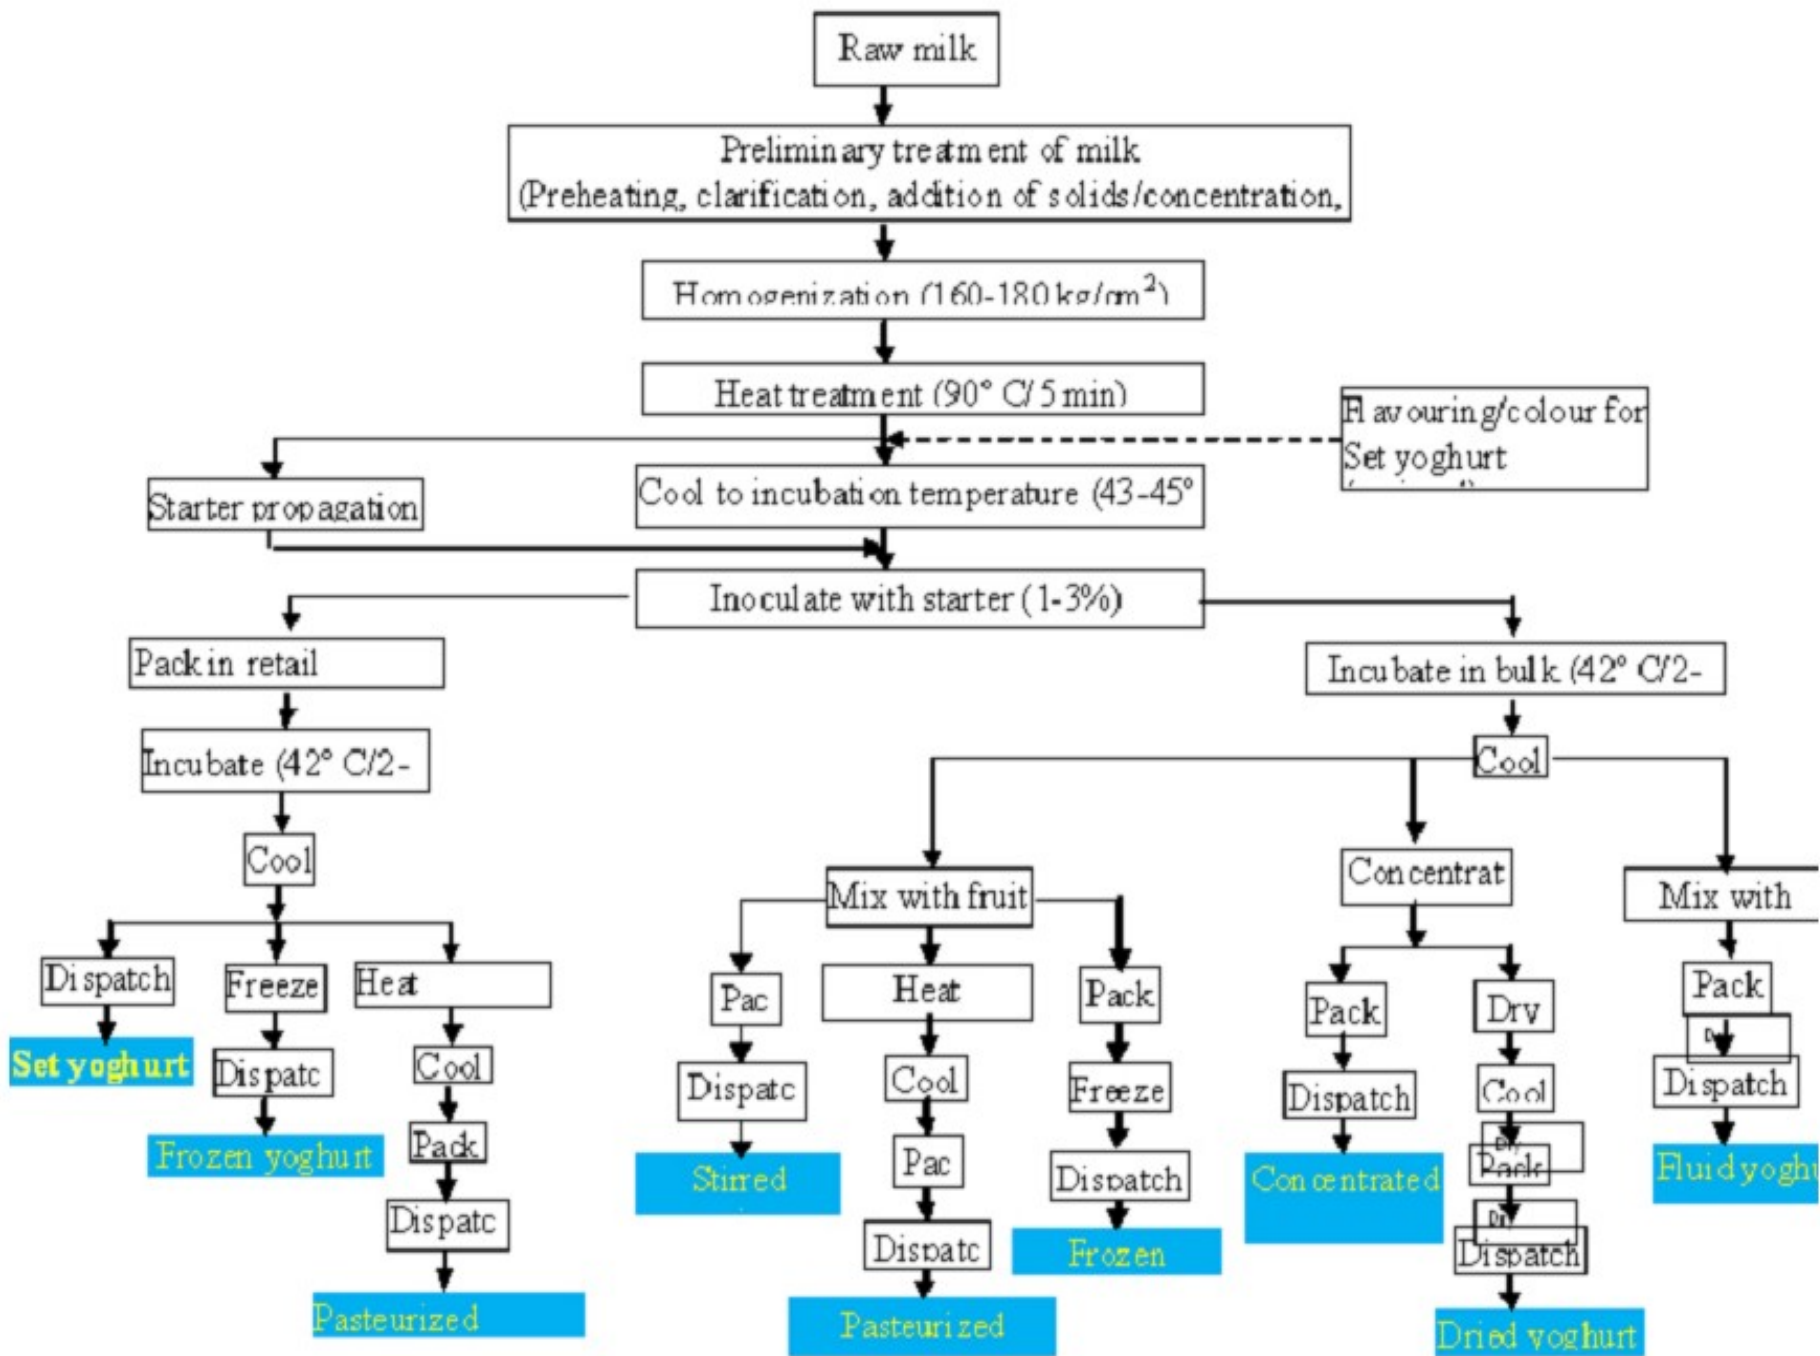 Raw milk
Preliminary treatment of milk
(Preheating, clarification, addition of solids/concentration,
Homogenization (160-180 kg/cm²)
Heat treatment (90° C/ 5 min)
Flavouring/colour for
Set yoghurt
Starter propagation
Cool to incubation temperature (43-45°
Inoculate with starter (1-3%)
Pack in retail
Incubate in bulk (42° C/2-
Incubate (42° C/2-
Cool
Cool
Mix with fruit
Concentrat
Mix with
Dispatch
Freeze
Heat
Pac
Heat
Pack
Pack
Dry
Pack
Set yoghurt
Dispatc
Cool
Dispatc
Cool
Freeze
Dispatch
Cool
Dispatch
Frozen yoghurt
Pack
Stirred
Pac
Dispatch
Concentrated
Pack
Fluid yoghu
Dispatc
Dispatc
Frozen
Dispatch
Pasteurized
Pasteurized
Dried yoghurt